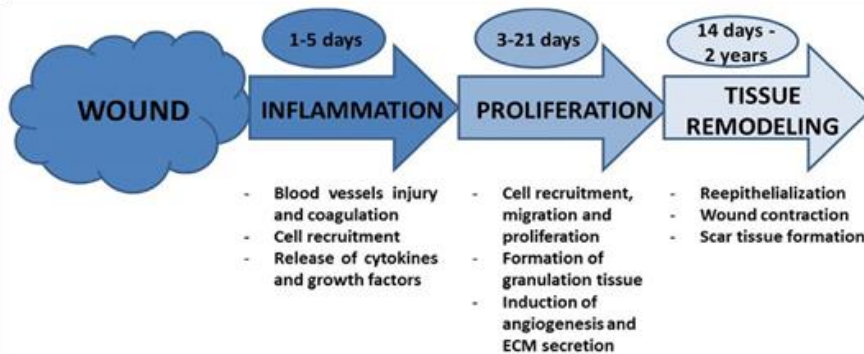 1-5 days
3-21 days
14 days -
2 years
WOUND
INFLAMMATION
PROLIFERATION
TISSUE
REMODELING
- Blood vessels injury
and coagulation
- Cell recruitment
- Release of cytokines
and growth factors
- Cell recruitment,
migration and
proliferation
- Formation of
granulation tissue
- Induction of
angiogenesis and
ECM secretion
- Reepithelialization
- Wound contraction
- Scar tissue formation